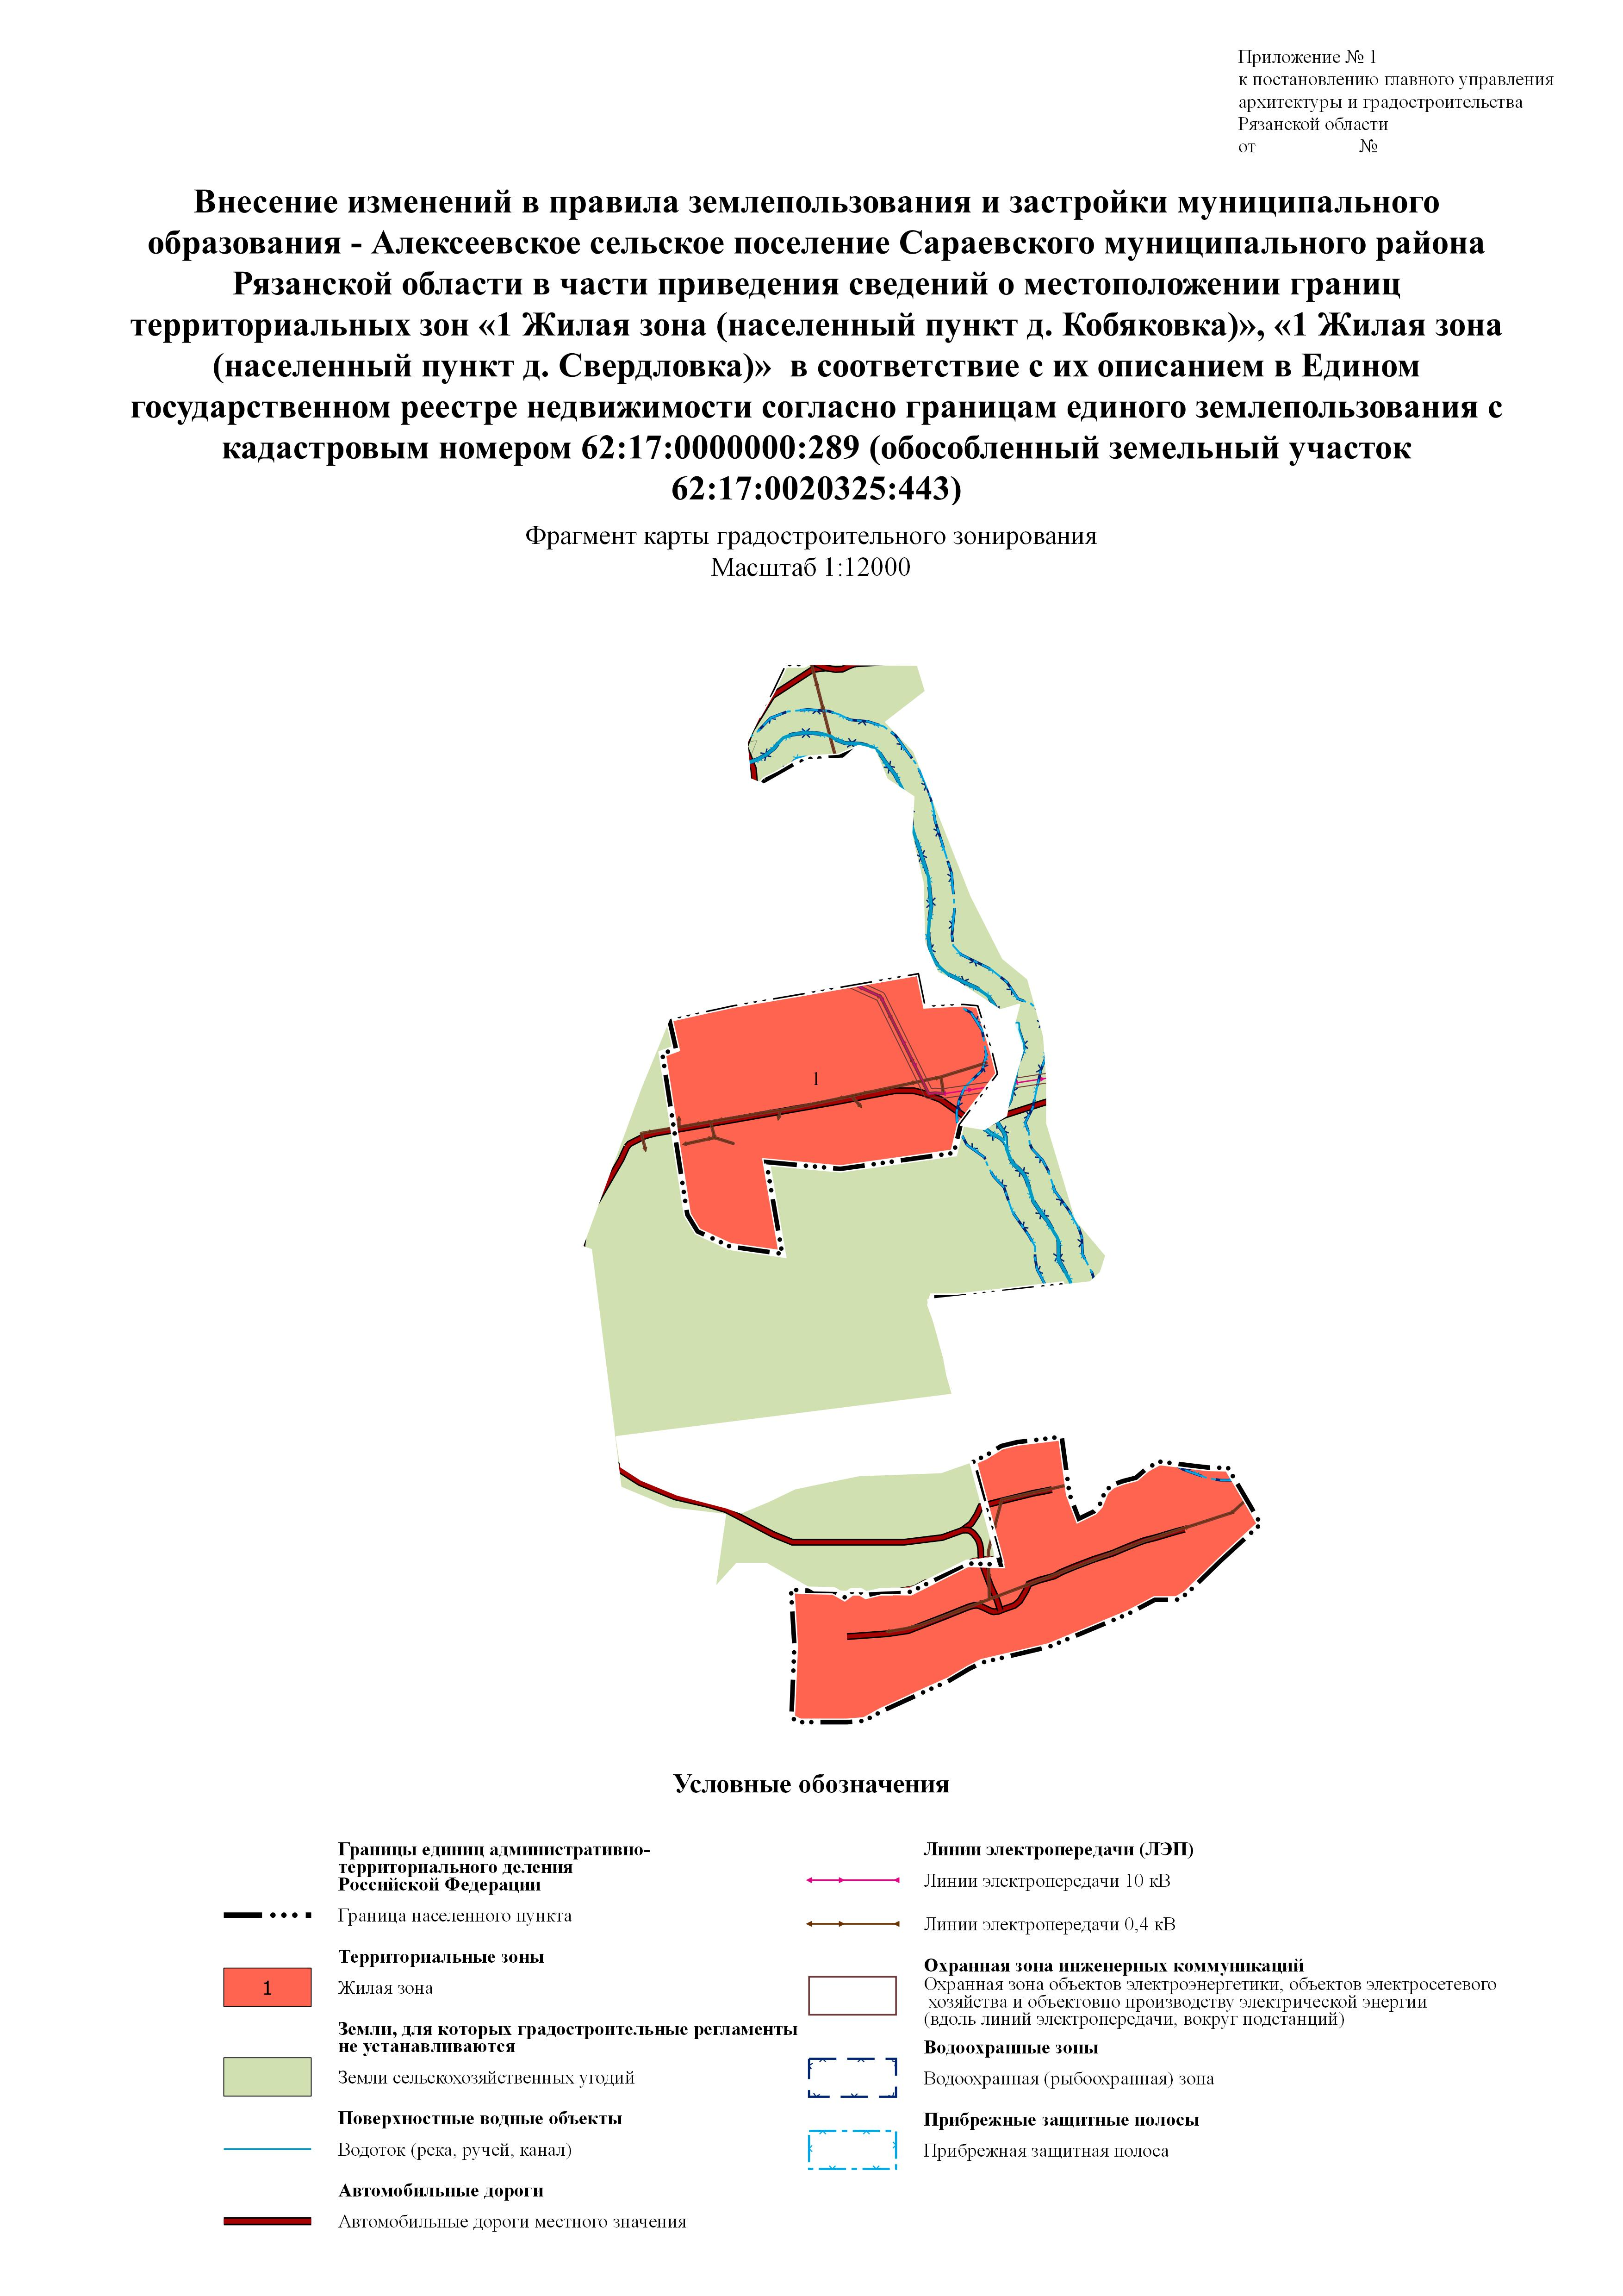 Приложение № 1
к постановлению главного управления
архитектуры и градостроительства
Рязанской области
от №
Внесение изменений в правила землепользования и застройки муниципального
образования - Алексеевское сельское поселение Сараевского муниципального района
Рязанской области в части приведения сведений о местоположении границ
территориальных зон «1 Жилая зона (населенный пункт д. Кобяковка)», «1 Жилая зона
(населенный пункт д. Свердловка)» в соответствие с их описанием в Едином
государственном реестре недвижимости согласно границам единого землепользования с
кадастровым номером 62:17:0000000:289 (обособленный земельный участок
62:17:0020325:443)
Фрагмент карты градостроительного зонирования
Масштаб 1:12000
1
Условные обозначения
Границы единиц административно-
территориального деления
Российской Федерации
Граница населенного пункта
Территориальные зоны
1
Жилая зона
Земли, для которых градостроительные регламенты
не устанавливаются
Земли сельскохозяйственных угодий
Поверхностные водные объекты
Водоток (река, ручей, канал)
Автомобильные дороги
Автомобильные дороги местного значения
Линии электропередачи (ЛЭП)
Линии электропередачи 10 кВ
Линии электропередачи 0,4 кВ
Охранная зона инженерных коммуникаций
Охранная зона объектов электроэнергетики, объектов электросетевого
хозяйства и объектовпо производству электрической энергии
(вдоль линий электропередачи, вокруг подстанций)
Водоохранные зоны
Водоохранная (рыбоохранная) зона
Прибрежные защитные полосы
Прибрежная защитная полоса